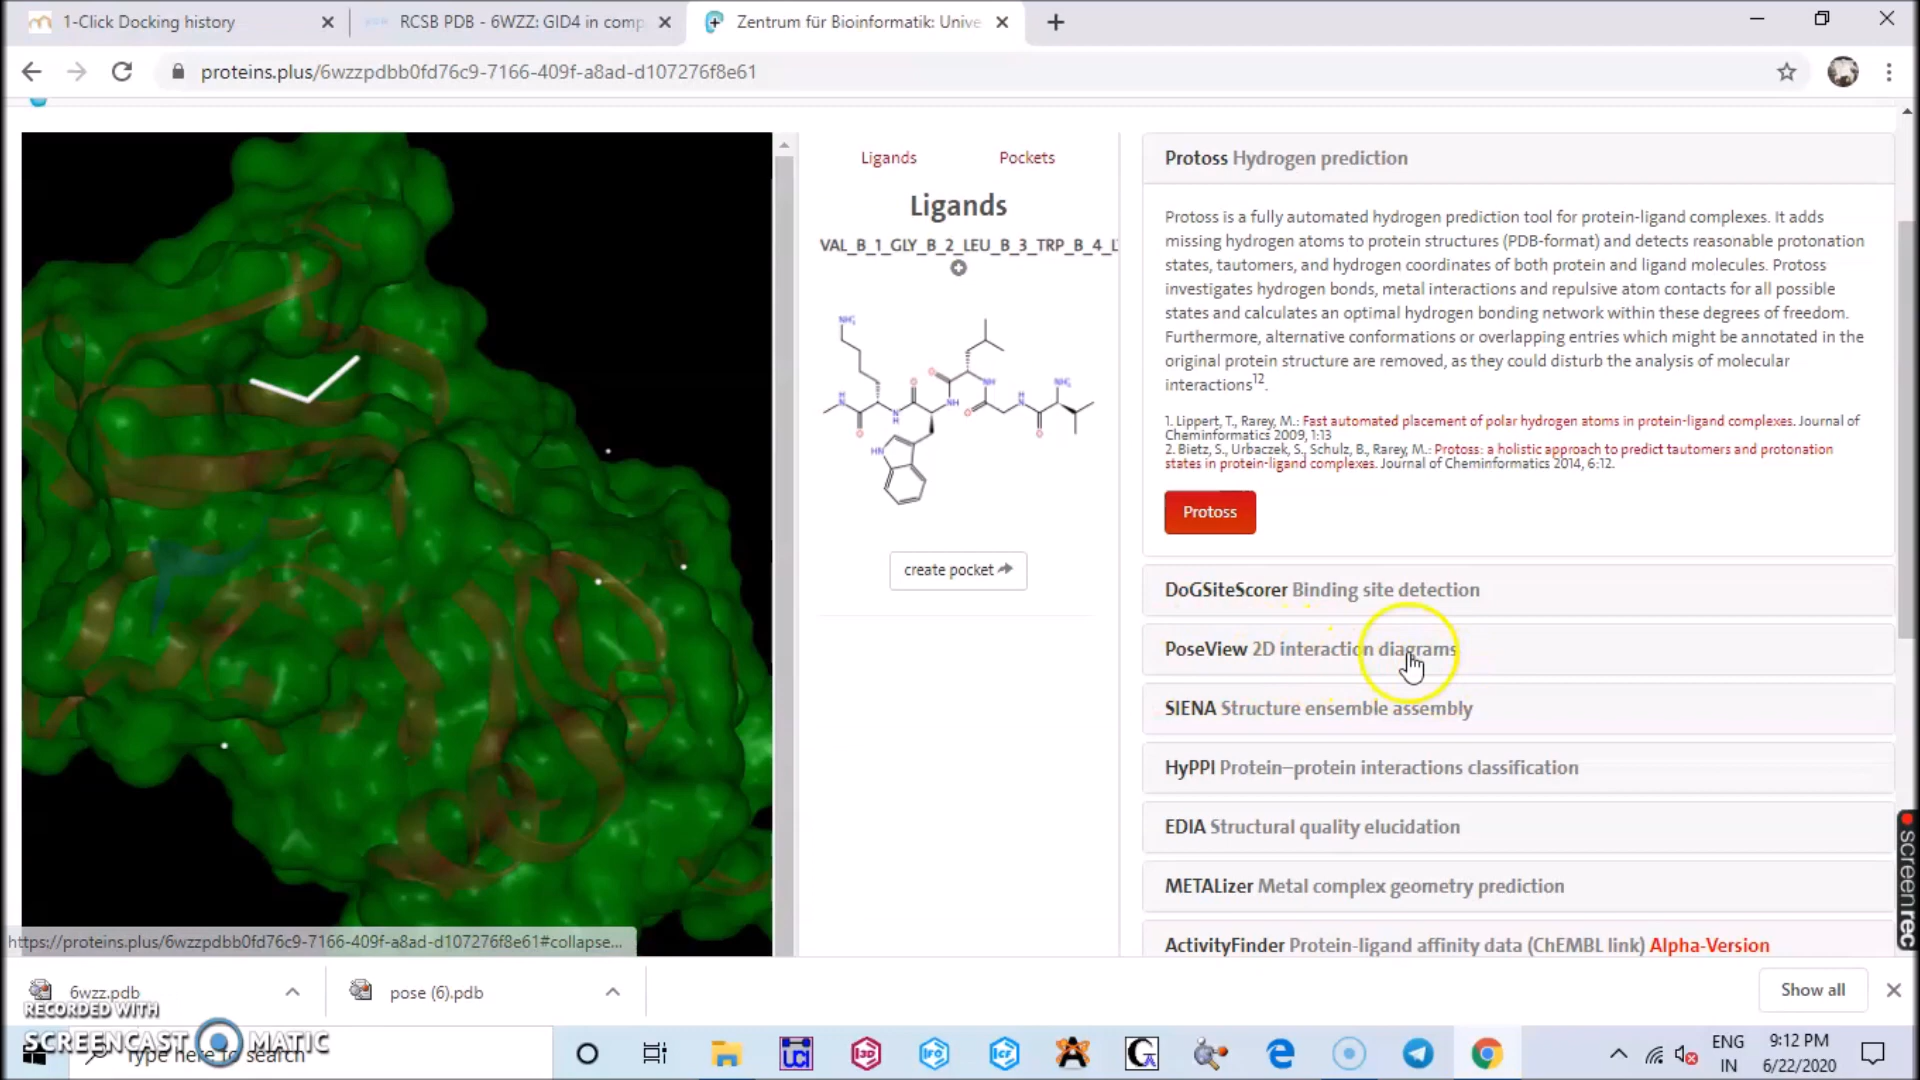 1-Click Docking history
RCSB PDB - 6WZZ: GID4 in comp
Zentrum für Bioinformatik: Unive
proteins.plus/6wzzpdbb0fd76c9-7166-409f-a8ad-d107276f8e61
Ligands Pockets
Ligands
VAL_B_1_GLY_B_2_LEU_B_3_TRP_B_4_L
create pocket
Protoss Hydrogen prediction
Protoss is a fully automated hydrogen prediction tool for protein-ligand complexes. It adds
missing hydrogen atoms to protein structures (PDB-format) and detects reasonable protonation
states, tautomers, and hydrogen coordinates of both protein and ligand molecules. Protoss
investigates hydrogen bonds, metal interactions and repulsive atom contacts for all possible
states and calculates an optimal hydrogen bonding network within these degrees of freedom.
Furthermore, alternative conformations or overlapping entries which might be annotated in the
original protein structure are removed, as they could disturb the analysis of molecular
interactions12.
1. Lippert, T., Rarey, M.: Fast automated placement of polar hydrogen atoms in protein-ligand complexes. Journal of
Cheminformatics 2009, 1:13
2. Bietz, S., Urbaczek, S., Schulz, B., Rarey, M.: Protoss: a holistic approach to predict tautomers and protonation
states in protein-ligand complexes. Journal of Cheminformatics 2014, 6:12.
Protoss
DoGSiteScorer Binding site detection
PoseView 2D interaction diagrams
SIENA Structure ensemble assembly
HyPPI Protein–protein interactions classification
EDIA Structural quality elucidation
METALizer Metal complex geometry prediction
ActivityFinder Protein-ligand affinity data (ChEMBL link) Alpha-Version
https://proteins.plus/6wzzpdbb0fd76c9-7166-409f-a8ad-d107276f8e61#collapse...
6wzz.pdb
pose (6).pdb
Show all
screenrec
RECORDED WITH
SCREENCAST MATIC
Type here to search
UCI
ENG
IN
9:12 PM
6/22/2020